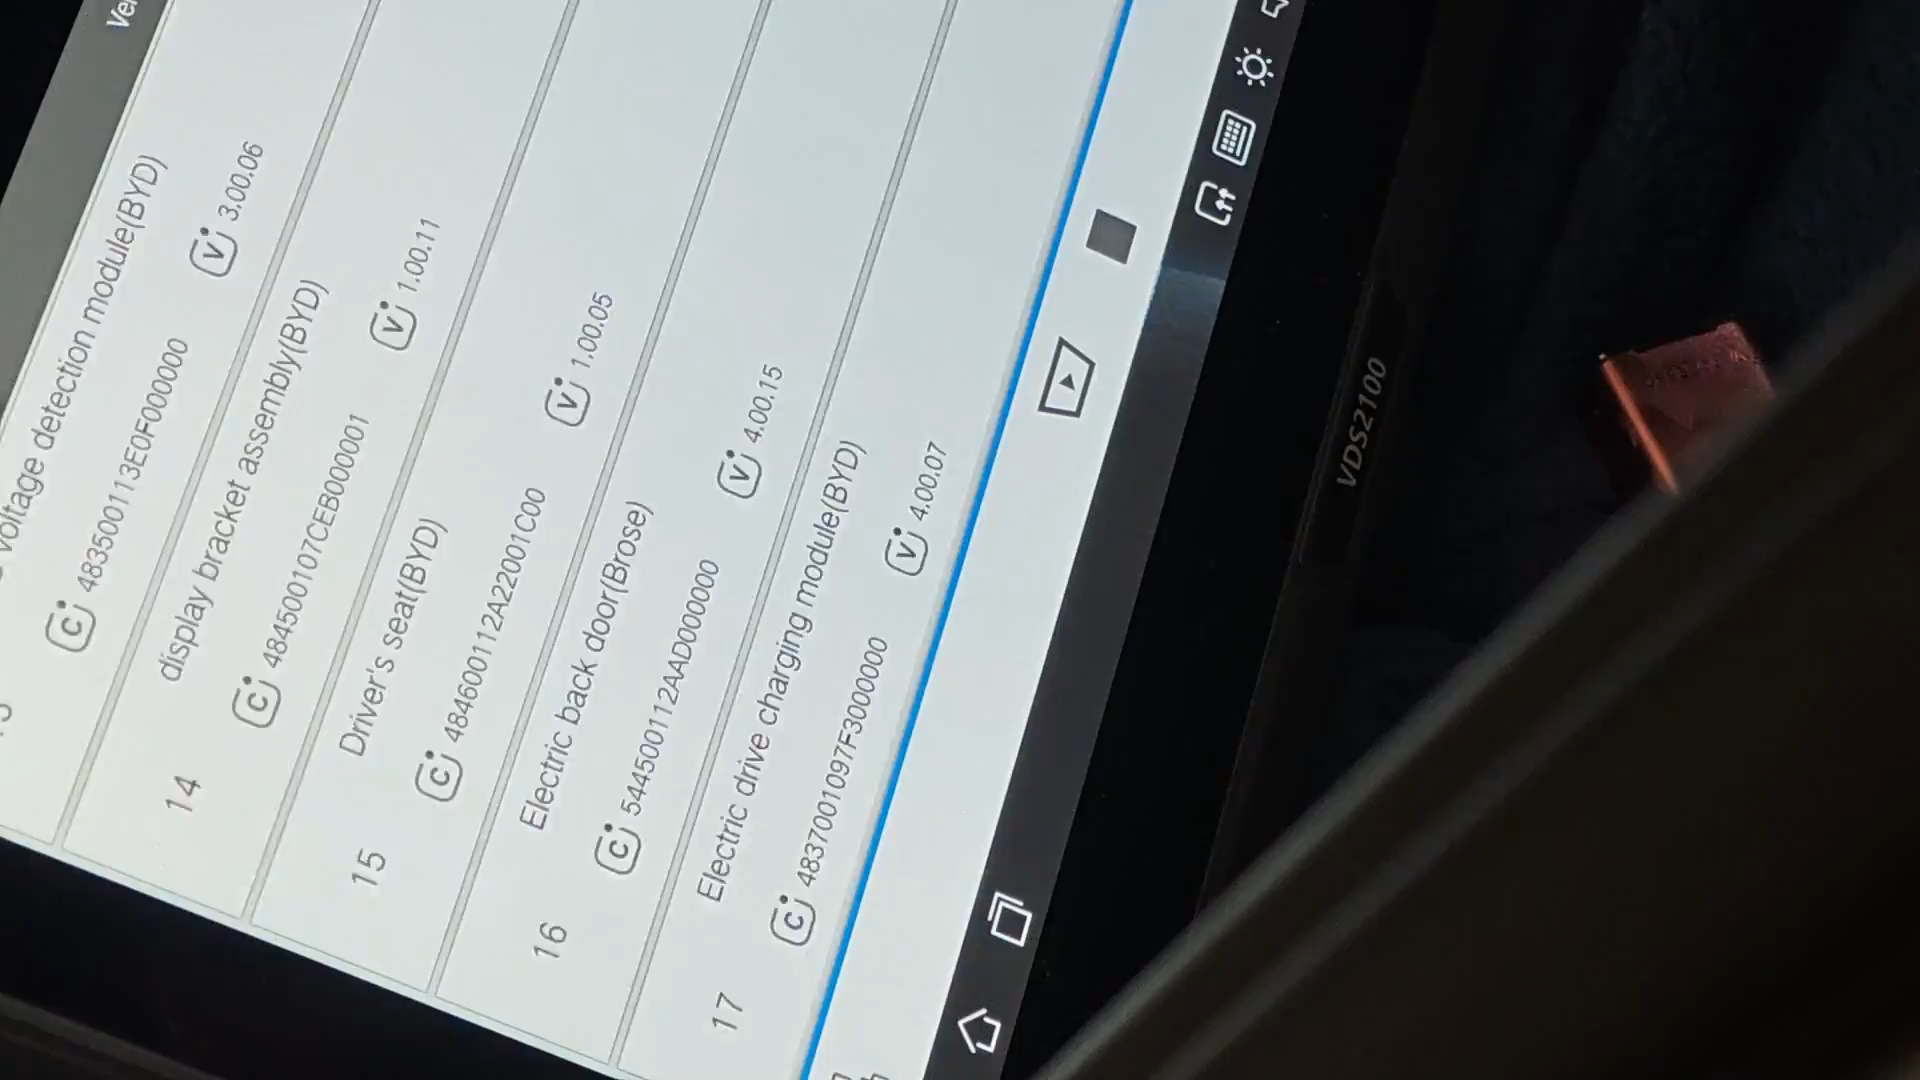 Ver
voltage detection module(BYD)
C 483500113E0F000000 V 3.00.06
14 display bracket assembly(BYD)
C 484500107CEB000001 V 1.00.11
15 Driver's seat(BYD)
C 484600112A22001C00 V 1.00.05
16 Electric back door(Brose)
C 544500112AAD000000 V 4.00.15
17 Electric drive charging module(BYD)
C 4837001097F3000000 V 4.00.07
VDS2100